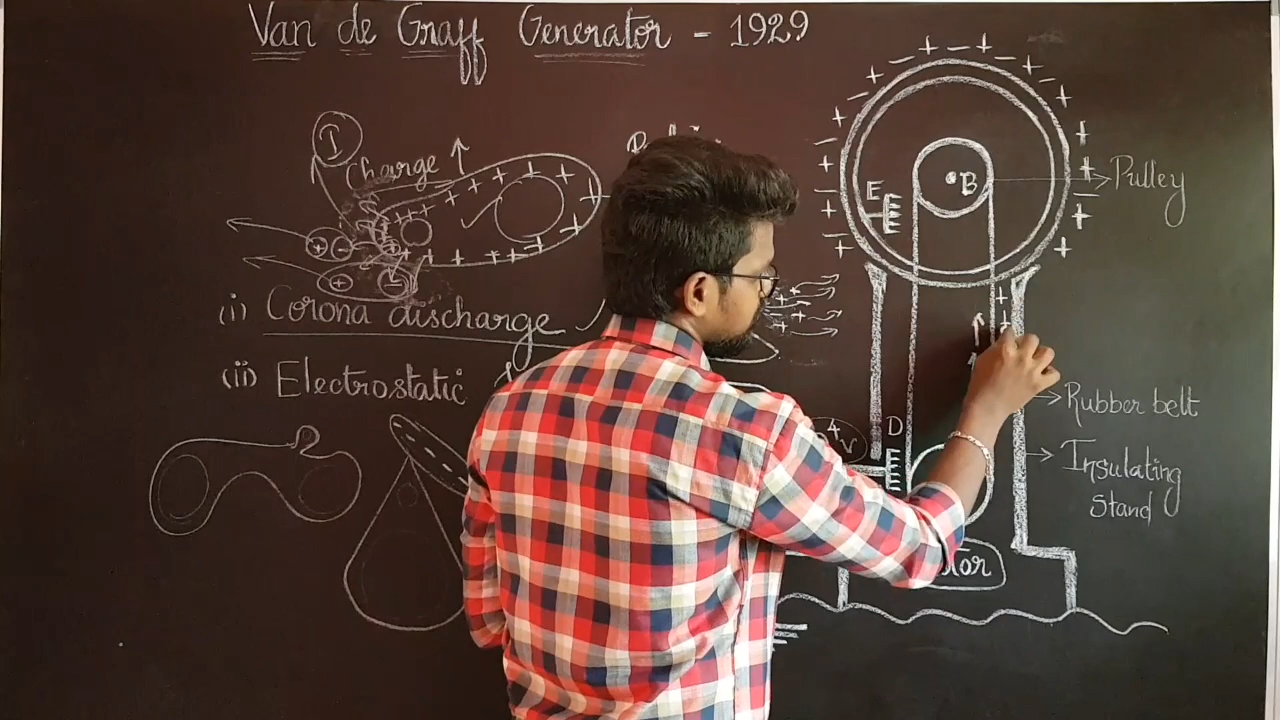 Van de Graff Generator - 1929
I
Charge ↑
B
Pulley
E
(i) Corona discharge
(ii) Electrostatic
Rubber belt
D
Insulating
Stand